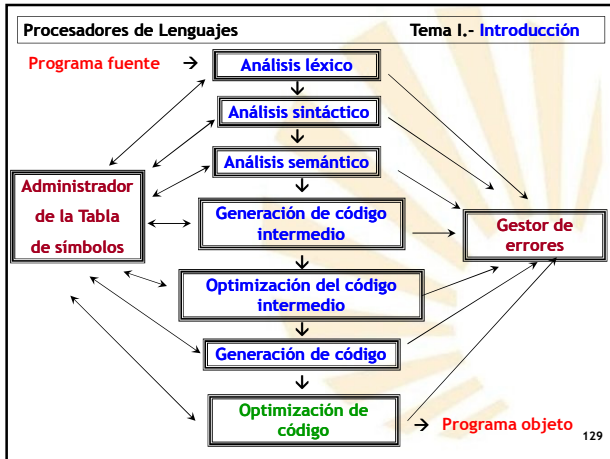 Procesadores de Lenguajes Tema I.- Introducción
Programa fuente → Análisis léxico
Análisis sintáctico
Análisis semántico
Administrador
de la Tabla
de símbolos
Generación de código
intermedio
Gestor de
errores
Optimización del código
intermedio
Generación de código
Optimización de
código
→ Programa objeto
129